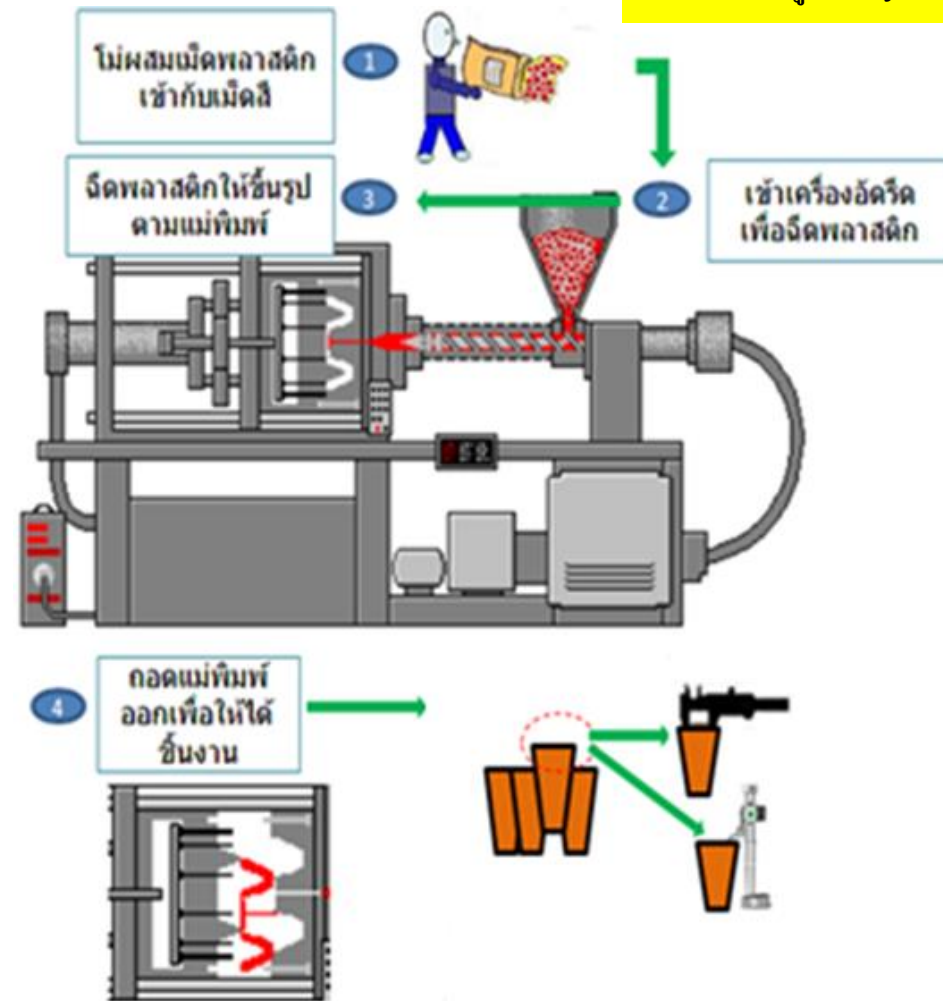 โม่ผสมเม็ดพลาสติก
เข้ากับเม็ดสี
1
ฉีดพลาสติกให้ขึ้นรูป
ตามแม่พิมพ์
3
2
เข้าเครื่องอัดรีด
เพื่อฉีดพลาสติก
4
ถอดแม่พิมพ์
ออกเพื่อให้ได้
ชิ้นงาน